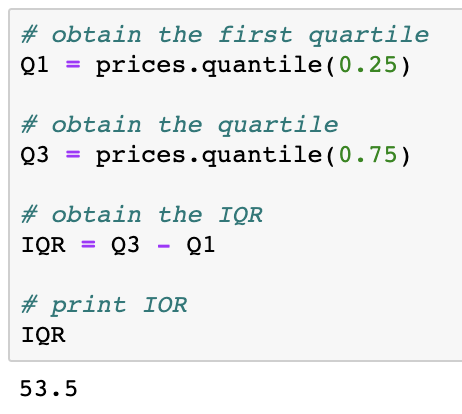 # obtain the first quartile
Q1 = prices.quantile(0.25)
# obtain the quartile
Q3 = prices.quantile(0.75)
# obtain the IQR
IQR = Q3 - Q1
# print IOR
IQR
53.5